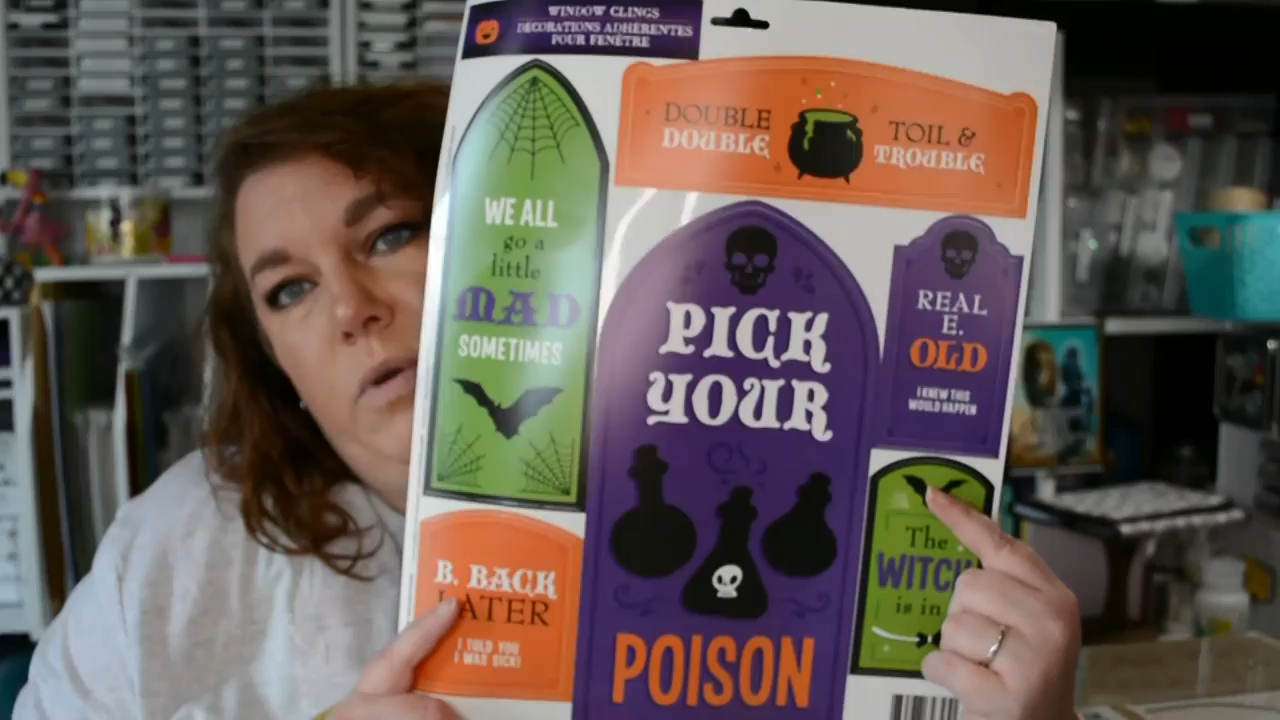 WINDOW CLINGS
DÉCORATIONS ADHÉRENTES
POUR FENÊTRE
DOUBLE
DOUBLE
TOIL &
TROUBLE
WE ALL
go a
little
MAD
SOMETIMES
PICK
YOUR
POISON
REAL
E.
OLD
I KNEW THIS
WOULD HAPPEN
B. BACK
LATER
I TOLD YOU
I WAS SICK!
The
WITCH
is in